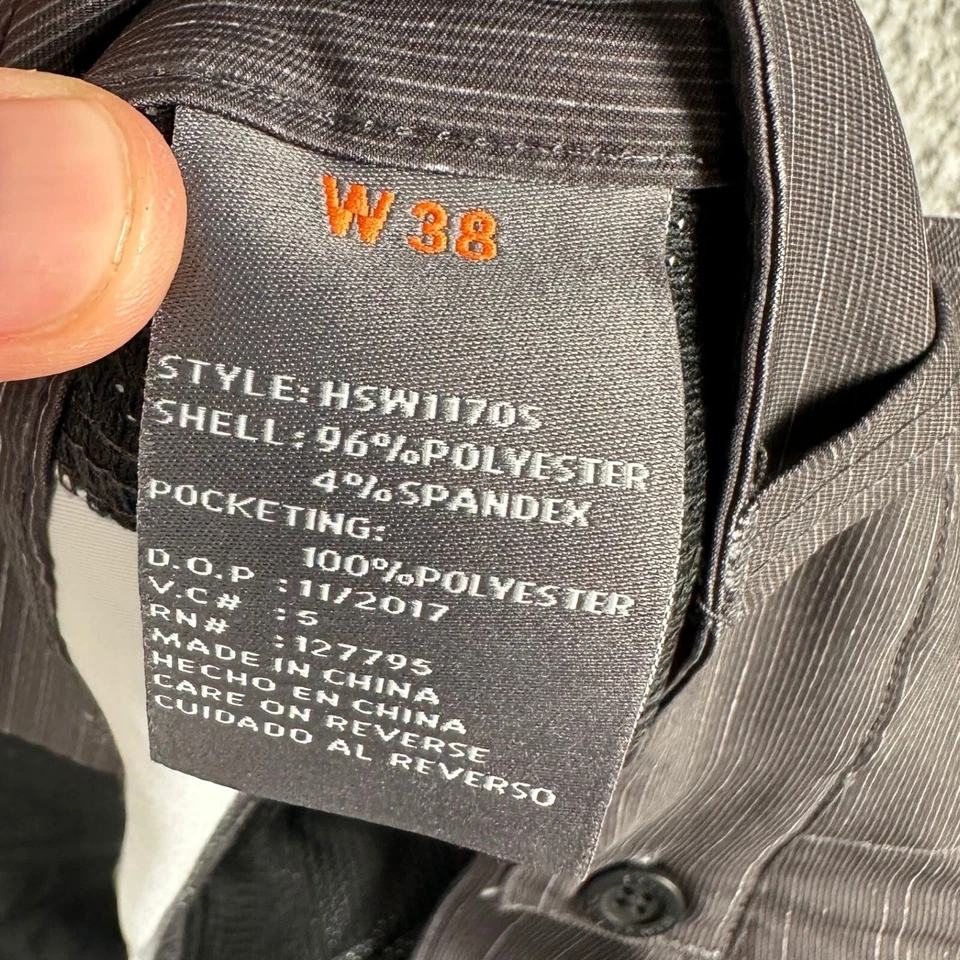 W 38
STYLE: HSW1170S
SHELL: 96%POLYESTER
4%SPANDEX
POCKETING:
100%POLYESTER
D.O.P : 11/2017
V.C# : 5
RN# : 127795
MADE IN CHINA
HECHO EN CHINA
CARE ON REVERSE
CUIDADO AL REVERSO